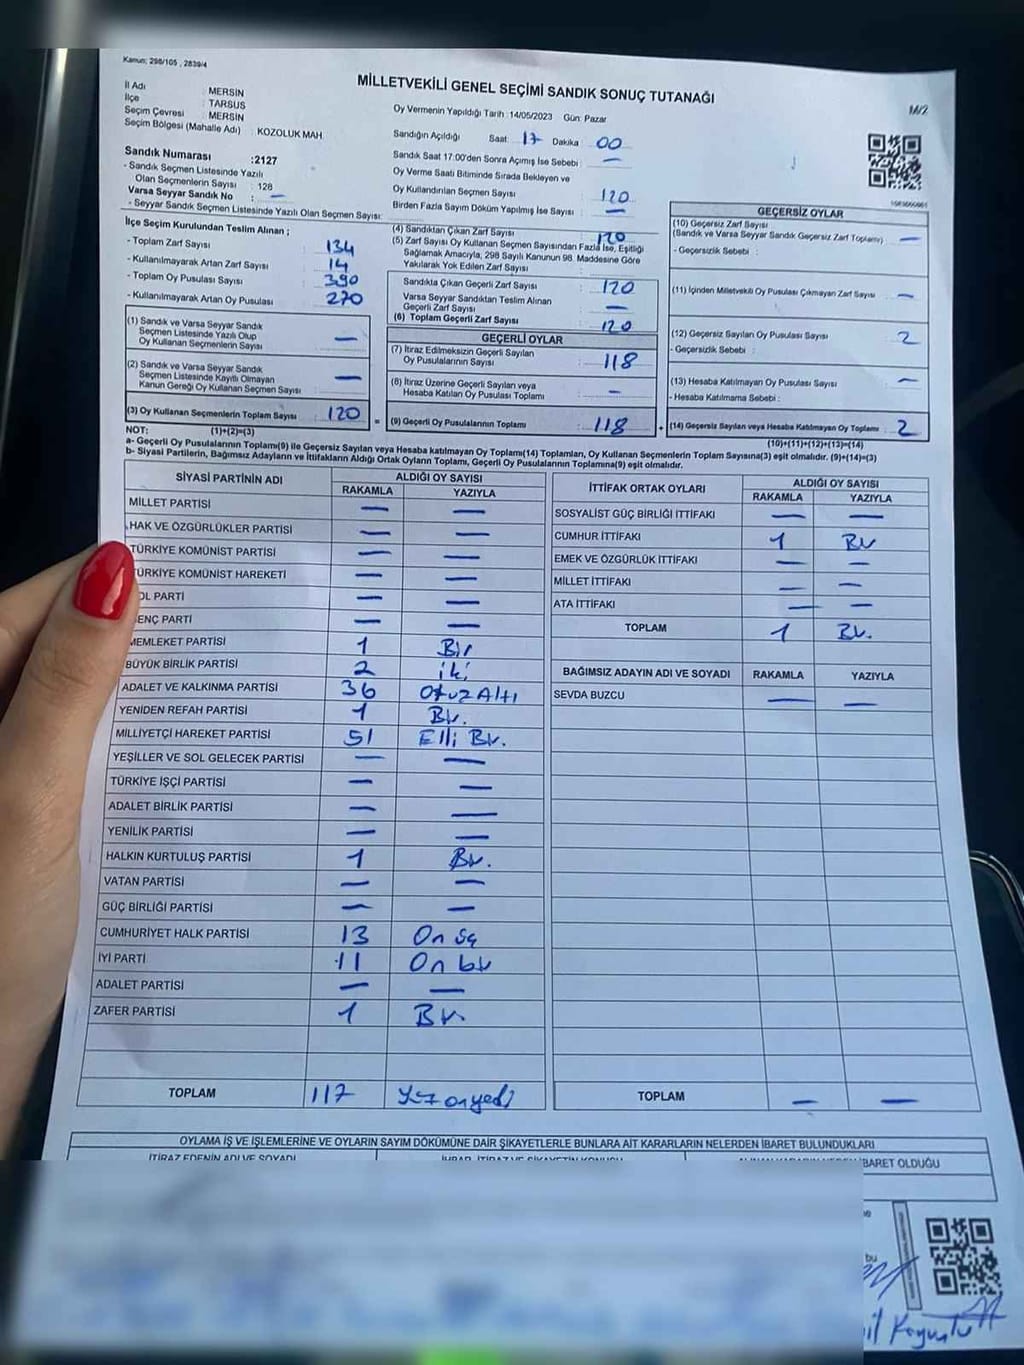 Kanun; 298/105 , 2839/4
MİLLETVEKİLİ GENEL SEÇİMİ SANDIK SONUÇ TUTANAĞI
M/2
İl Adı : MERSİN
İlçe : TARSUS
Seçim Çevresi : MERSİN
Seçim Bölgesi (Mahalle Adı) : KOZOLUK MAH.
Sandık Numarası :2127
- Sandık Seçmen Listesinde Yazılı
Olan Seçmenlerin Sayısı : 128
Varsa Seyyar Sandık No : —
- Seyyar Sandık Seçmen Listesinde Yazılı Olan Seçmen Sayısı:
Oy Vermenin Yapıldığı Tarih :14/05/2023 Gün: Pazar
Sandığın Açıldığı Saat : 17 Dakika : 00
Sandık Saat 17:00'den Sonra Açılmış İse Sebebi : —
Oy Verme Saati Bitiminde Sırada Bekleyen ve
Oy Kullandırılan Seçmen Sayısı : 120
Birden Fazla Sayım Döküm Yapılmış İse Sayısı : —
İlçe Seçim Kurulundan Teslim Alınan ;
- Toplam Zarf Sayısı : 134
- Kullanılmayarak Artan Zarf Sayısı : 14
- Toplam Oy Pusulası Sayısı : 390
- Kullanılmayarak Artan Oy Pusulası : 270
(1) Sandık ve Varsa Seyyar Sandık
Seçmen Listesinde Yazılı Olup
Oy Kullanan Seçmenlerin Sayısı : —
(2) Sandık ve Varsa Seyyar Sandık
Seçmen Listesinde Kayıtlı Olmayan
Kanun Gereği Oy Kullanan Seçmen Sayısı : —
(3) Oy Kullanan Seçmenlerin Toplam Sayısı : 120
(1)+(2)=(3)
(4) Sandıktan Çıkan Zarf Sayısı : 120
(5) Zarf Sayısı Oy Kullanan Seçmen Sayısından Fazla İse, Eşitliği
Sağlamak Amacıyla, 298 Sayılı Kanunun 98. Maddesine Göre
Yakılarak Yok Edilen Zarf Sayısı :
Sandıkta Çıkan Geçerli Zarf Sayısı : 120
Varsa Seyyar Sandıktan Teslim Alınan
Geçerli Zarf Sayısı : —
(6) Toplam Geçerli Zarf Sayısı : 120
GEÇERLİ OYLAR
(7) İtiraz Edilmeksizin Geçerli Sayılan
Oy Pusulalarının Sayısı : 118
(8) İtiraz Üzerine Geçerli Sayılan veya
Hesaba Katılan Oy Pusulası Toplamı : —
= (9) Geçerli Oy Pusulalarının Toplamı : 118
GEÇERSİZ OYLAR
(10) Geçersiz Zarf Sayısı
(Sandık ve Varsa Seyyar Sandık Geçersiz Zarf Toplamı) : —
- Geçersizlik Sebebi :
(11) İçinden Milletvekili Oy Pusulası Çıkmayan Zarf Sayısı : —
(12) Geçersiz Sayılan Oy Pusulası Sayısı : 2
- Geçersizlik Sebebi :
(13) Hesaba Katılmayan Oy Pusulası Sayısı : —
- Hesaba Katılmama Sebebi :
+ (14) Geçersiz Sayılan veya Hesaba Katılmayan Oy Toplamı : 2
(10)+(11)+(12)+(13)=(14)
NOT:
a- Geçerli Oy Pusulasının Toplamı(9) ile Geçersiz Sayılan veya Hesaba katılmayan Oy Toplamı(14) Toplamları, Oy Kullanan Seçmenlerin Toplam Sayısına(3) eşit olmalıdır. (9)+(14)=(3)
b- Siyasi Partilerin, Bağımsız Adayların ve İttifakların Aldığı Ortak Oyların Toplamı, Geçerli Oy Pusulalarının Toplamına(9) eşit olmalıdır.
SİYASİ PARTİNİN ADI ALDIĞI OY SAYISI
RAKAMLA YAZIYLA
MİLLET PARTİSİ — —
HAK VE ÖZGÜRLÜKLER PARTİSİ — —
TÜRKİYE KOMÜNİST PARTİSİ — —
TÜRKİYE KOMÜNİST HAREKETİ — —
OL PARTİ — —
ENÇ PARTİ — —
MEMLEKET PARTİSİ 1 Bir
BÜYÜK BİRLİK PARTİSİ 2 iki
ADALET VE KALKINMA PARTİSİ 36 OtuzAltı
YENİDEN REFAH PARTİSİ 1 Bir.
MİLLİYETÇİ HAREKET PARTİSİ 51 Elli Bir.
YEŞİLLER VE SOL GELECEK PARTİSİ — —
TÜRKİYE İŞÇİ PARTİSİ — —
ADALET BİRLİK PARTİSİ — —
YENİLİK PARTİSİ — —
HALKIN KURTULUŞ PARTİSİ 1 Bir.
VATAN PARTİSİ — —
GÜÇ BİRLİĞİ PARTİSİ — —
CUMHURİYET HALK PARTİSİ 13 On üç
İYİ PARTİ 11 On bir
ADALET PARTİSİ — —
ZAFER PARTİSİ 1 Bir.
TOPLAM 117 Yüz onyedi
İTTİFAK ORTAK OYLARI ALDIĞI OY SAYISI
RAKAMLA YAZIYLA
SOSYALİST GÜÇ BİRLİĞİ İTTİFAKI — —
CUMHUR İTTİFAKI 1 Bir
EMEK VE ÖZGÜRLÜK İTTİFAKI — —
MİLLET İTTİFAKI — —
ATA İTTİFAKI — —
TOPLAM 1 Bir.
BAĞIMSIZ ADAYIN ADI VE SOYADI RAKAMLA YAZIYLA
SEVDA BUZCU — —
TOPLAM — —
OYLAMA İŞ VE İŞLEMLERİNE VE OYLARIN SAYIM DÖKÜMÜNE DAİR ŞİKAYETLERLE BUNLARA AİT KARARLARIN NELERDEN İBARET BULUNDUKLARI
İTİRAZ EDENİN ADI VE SOYADI
BARET OLDUĞU